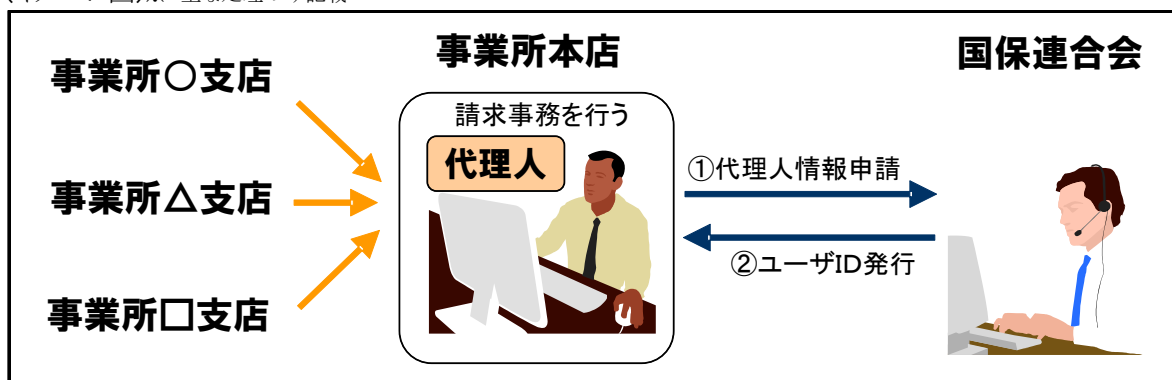 事業所○支店
事業所△支店
事業所□支店
事業所本店
請求事務を行う
代理人
①代理人情報申請
②ユーザID発行
国保連合会